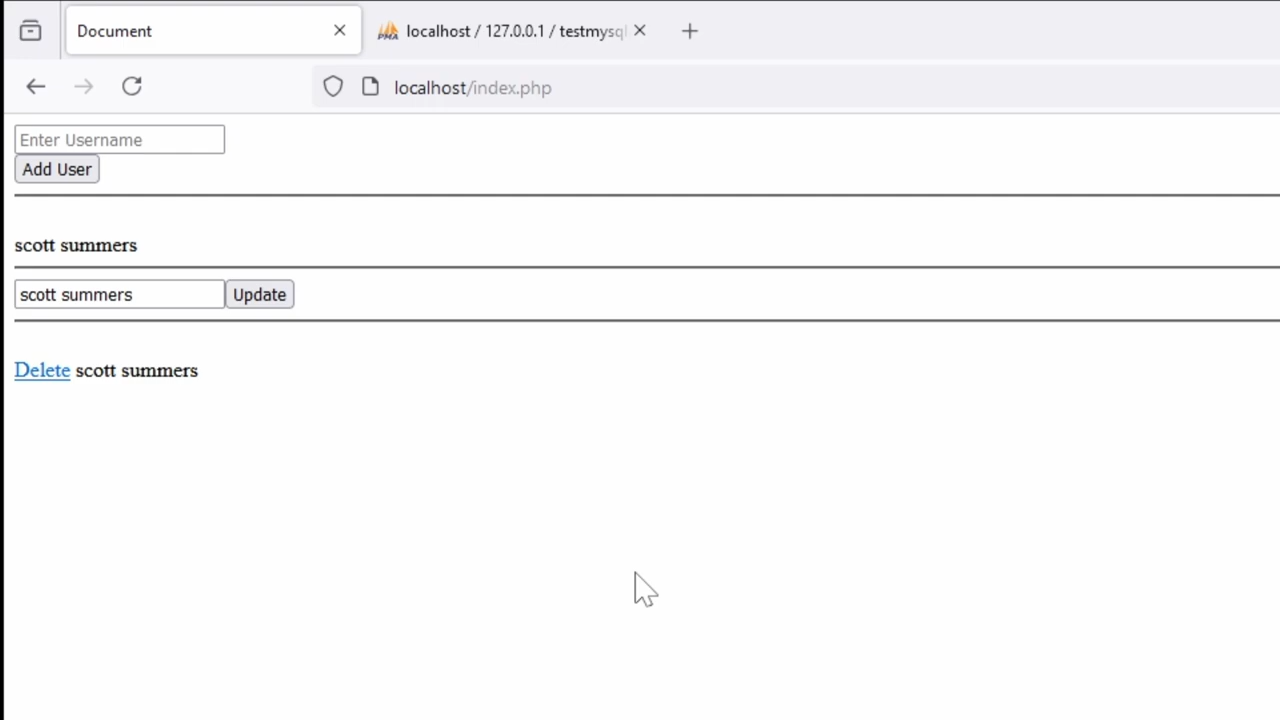 Document
localhost / 127.0.0.1 / testmysql
localhost/index.php
Enter Username
Add User
scott summers
scott summers Update
Delete scott summers